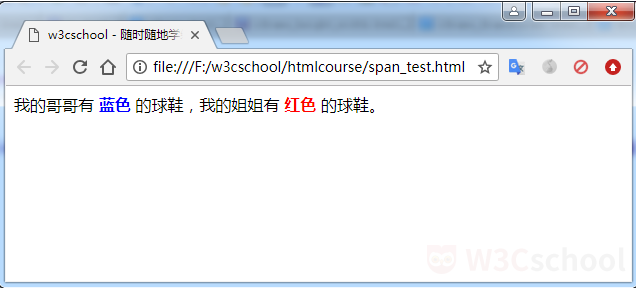 w3cschool - 随时随地学
file:///F:/w3cschool/htmlcourse/span_test.html
我的哥哥有 蓝色 的球鞋，我的姐姐有 红色 的球鞋。
W3Cschool